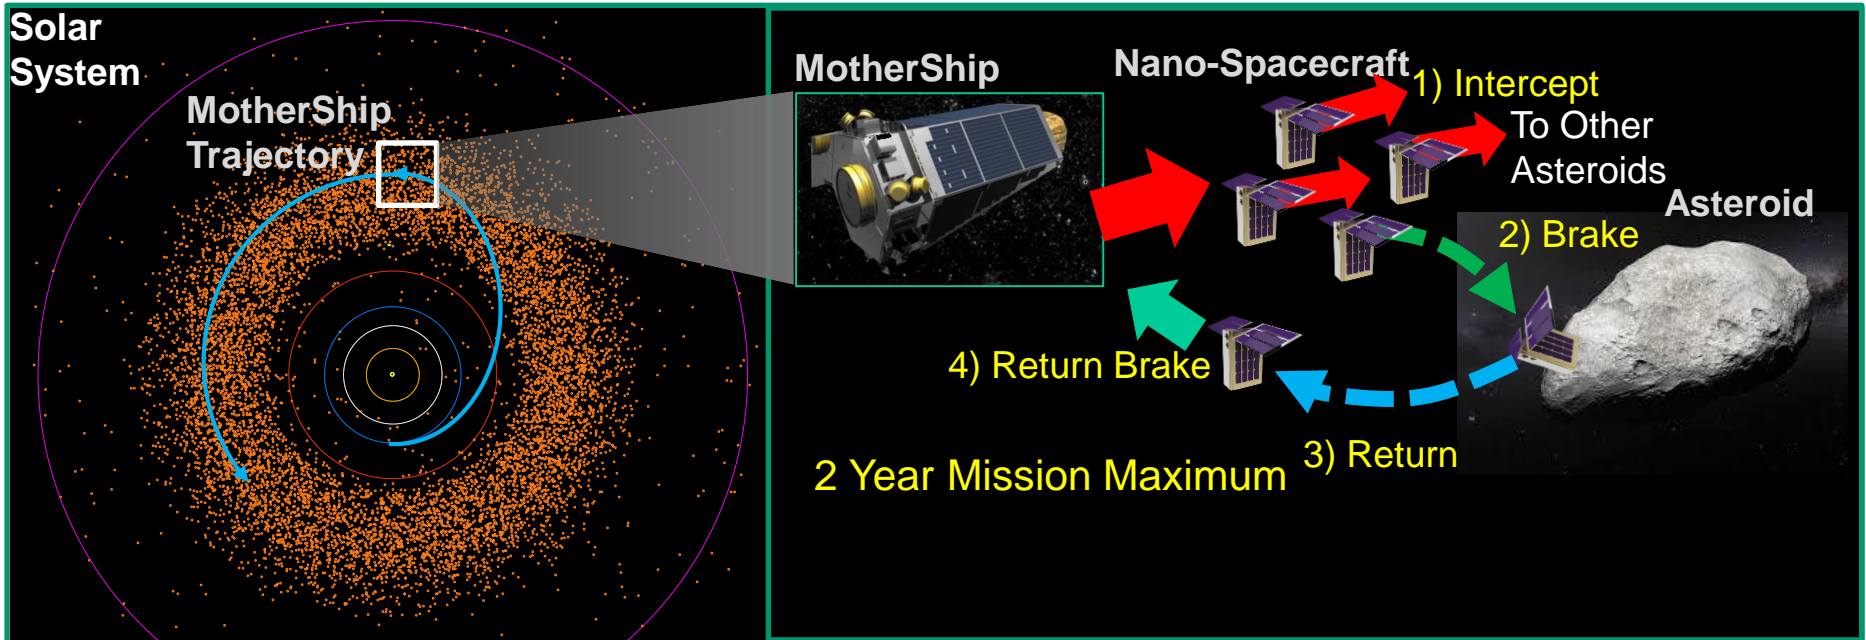 Solar
System
MotherShip
Trajectory
MotherShip
Nano-Spacecraft
1) Intercept
To Other
Asteroids
Asteroid
2) Brake
4) Return Brake
3) Return
2 Year Mission Maximum